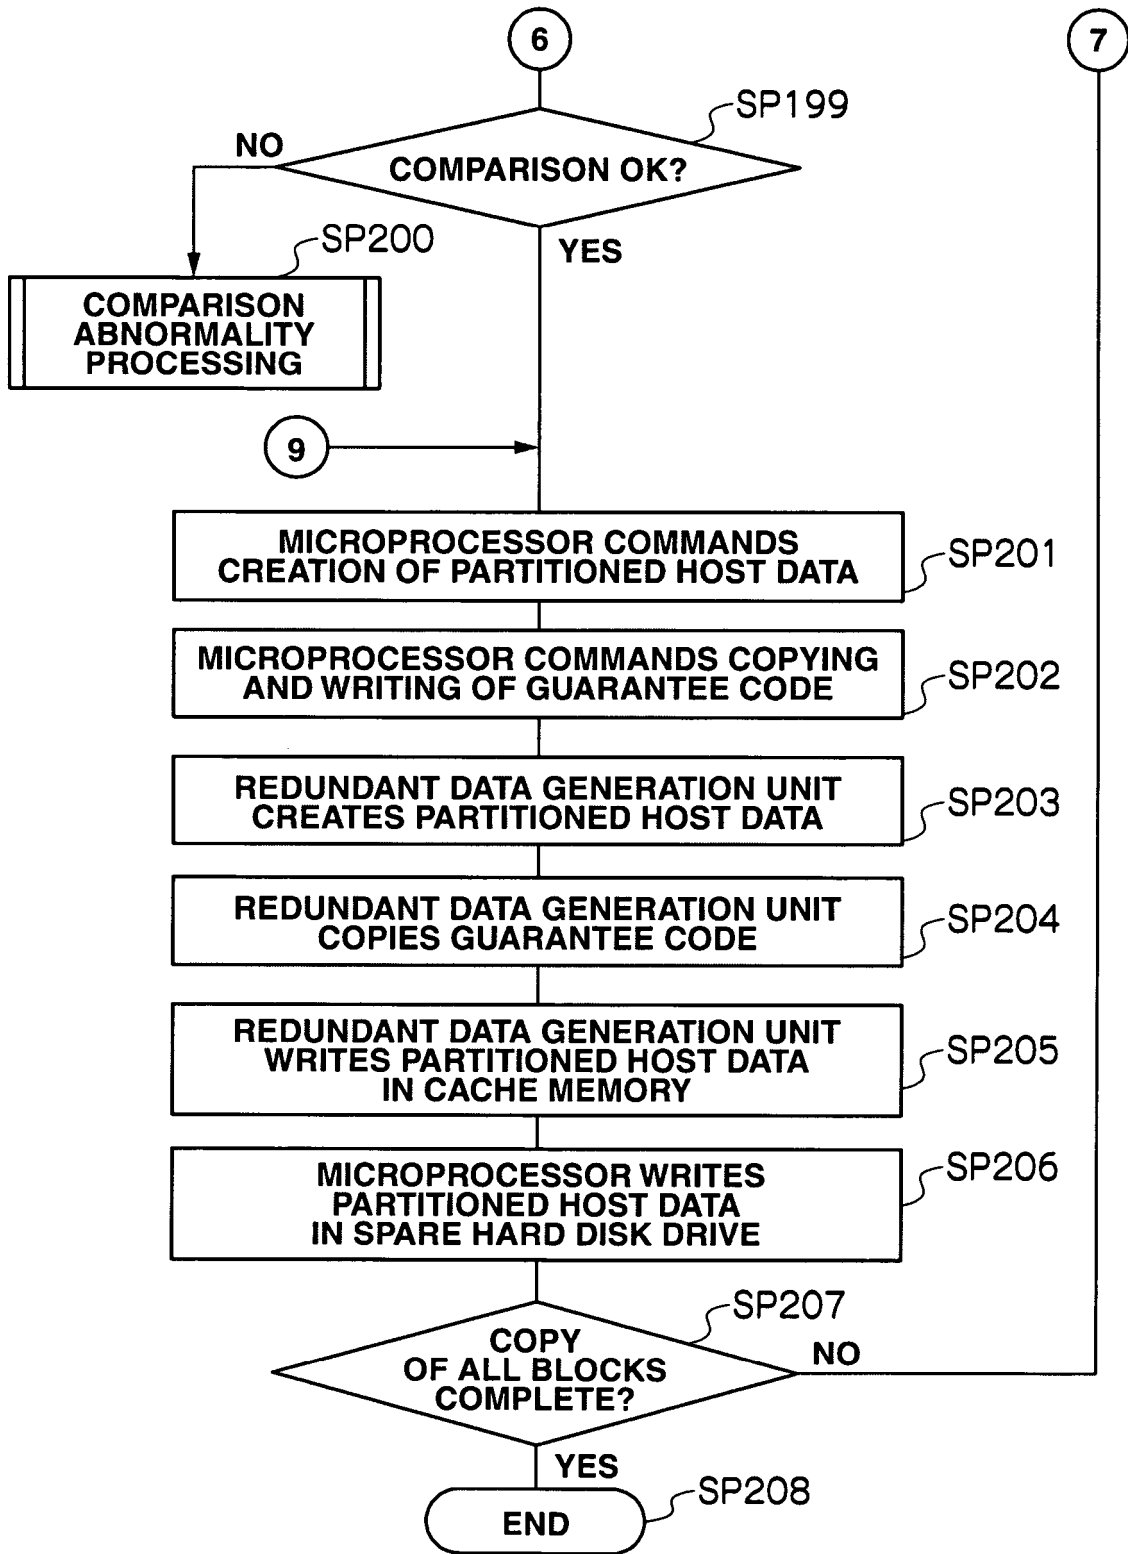 6
7
SP199
NO
COMPARISON OK?
SP200
YES
COMPARISON
ABNORMALITY
PROCESSING
9
MICROPROCESSOR COMMANDS
CREATION OF PARTITIONED HOST DATA
SP201
MICROPROCESSOR COMMANDS COPYING
AND WRITING OF GUARANTEE CODE
SP202
REDUNDANT DATA GENERATION UNIT
CREATES PARTITIONED HOST DATA
SP203
REDUNDANT DATA GENERATION UNIT
COPIES GUARANTEE CODE
SP204
REDUNDANT DATA GENERATION UNIT
WRITES PARTITIONED HOST DATA
IN CACHE MEMORY
SP205
MICROPROCESSOR WRITES
PARTITIONED HOST DATA
IN SPARE HARD DISK DRIVE
SP206
SP207
COPY
OF ALL BLOCKS
COMPLETE?
NO
YES
SP208
END